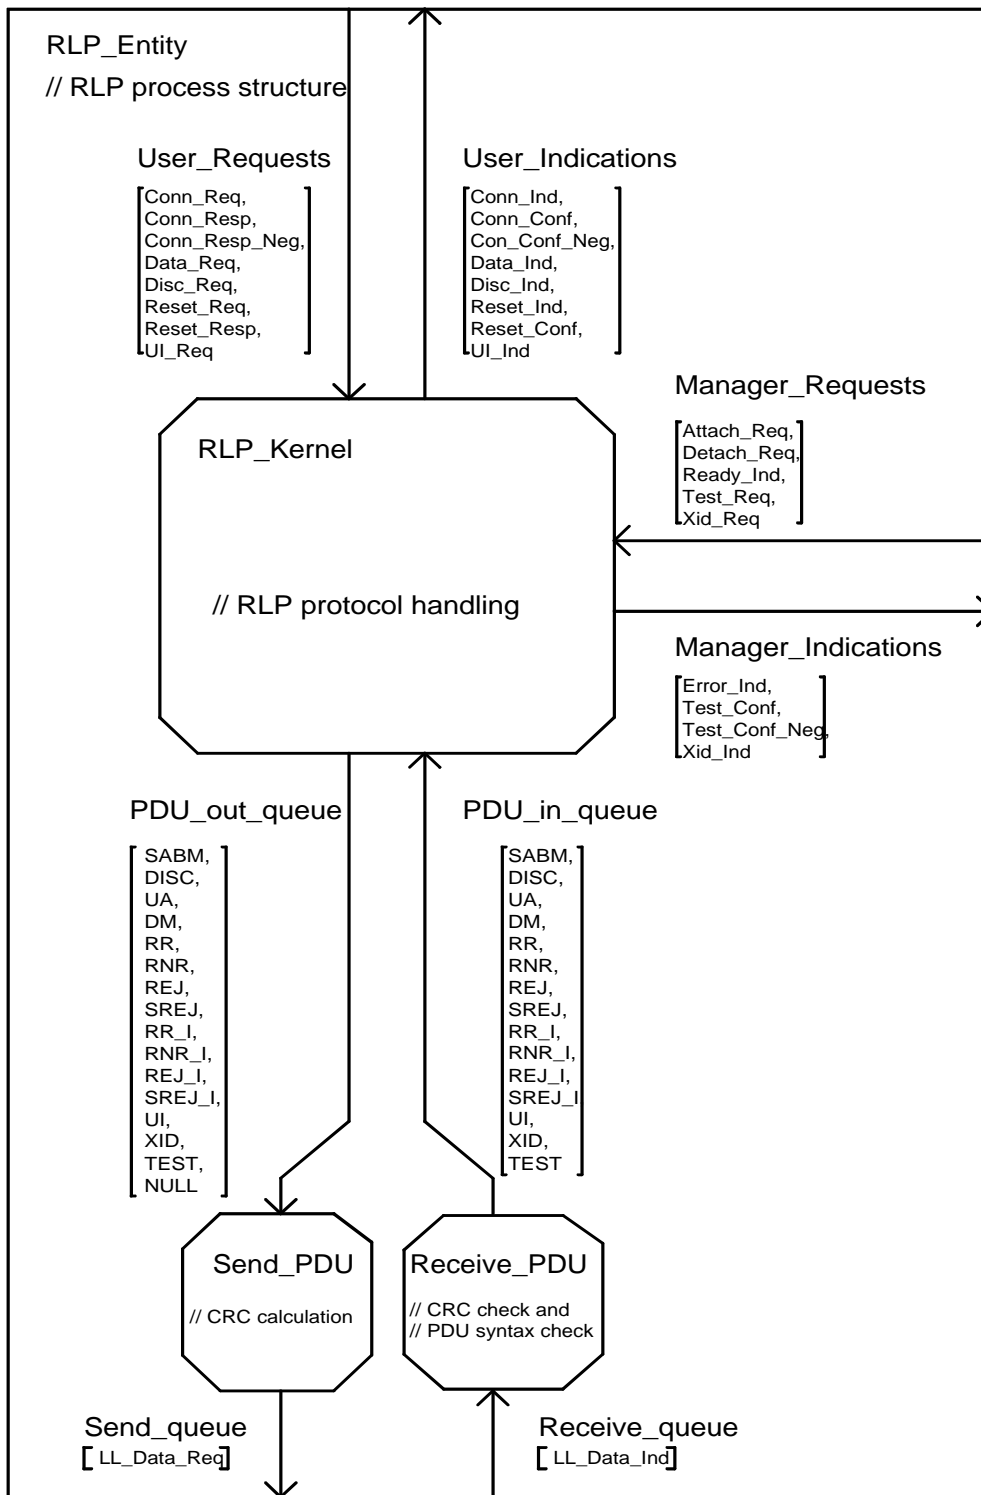 RLP_Entity
// RLP process structure
User_Requests
[Conn_Req,
Conn_Resp,
Conn_Resp_Neg,
Data_Req,
Disc_Req,
Reset_Req,
Reset_Resp,
UI_Req]
User_Indications
[Conn_Ind,
Conn_Conf,
Con_Conf_Neg,
Data_Ind,
Disc_Ind,
Reset_Ind,
Reset_Conf,
UI_Ind]
Manager_Requests
[Attach_Req,
Detach_Req,
Ready_Ind,
Test_Req,
Xid_Req]
RLP_Kernel
// RLP protocol handling
Manager_Indications
[Error_Ind,
Test_Conf,
Test_Conf_Neg,
Xid_Ind]
PDU_out_queue
[SABM,
DISC,
UA,
DM,
RR,
RNR,
REJ,
SREJ,
RR_I,
RNR_I,
REJ_I,
SREJ_I,
UI,
XID,
TEST,
NULL]
PDU_in_queue
[SABM,
DISC,
UA,
DM,
RR,
RNR,
REJ,
SREJ,
RR_I,
RNR_I,
REJ_I,
SREJ_I
UI,
XID,
TEST]
Send_PDU
// CRC calculation
Receive_PDU
// CRC check and
// PDU syntax check
Send_queue
[LL_Data_Req]
Receive_queue
[LL_Data_Ind]